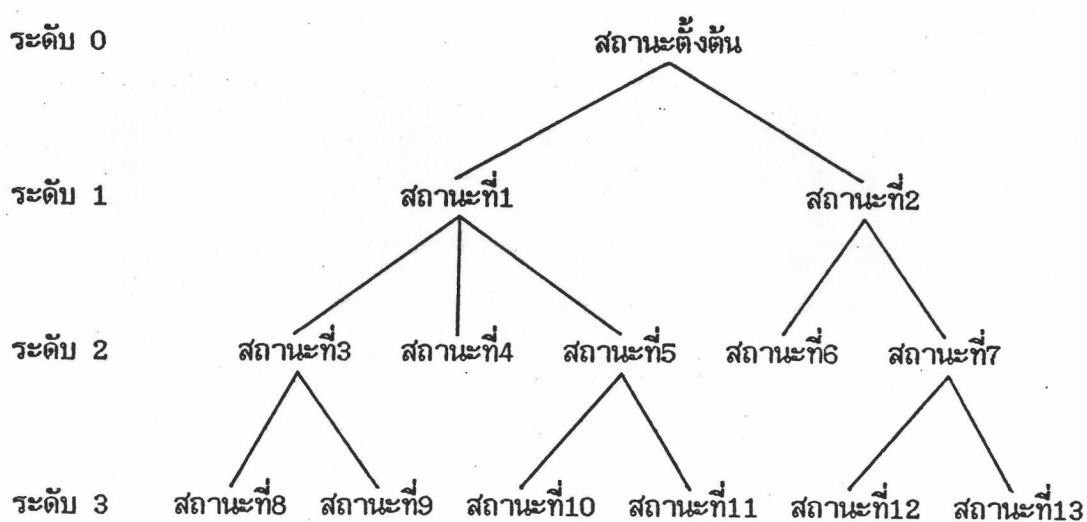 ระดับ 0 สถานะตั้งต้น
ระดับ 1 สถานะที่1 สถานะที่2
ระดับ 2 สถานะที่3 สถานะที่4 สถานะที่5 สถานะที่6 สถานะที่7
ระดับ 3 สถานะที่8 สถานะที่9 สถานะที่10 สถานะที่11 สถานะที่12 สถานะที่13